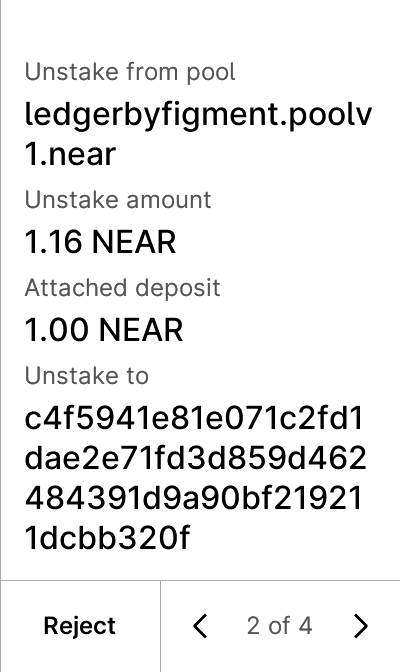 Unstake from pool
ledgerbyfigment.poolv
1.near
Unstake amount
1.16 NEAR
Attached deposit
1.00 NEAR
Unstake to
c4f5941e81e071c2fd1
dae2e71fd3d859d462
484391d9a90bf21921
1dcbb320f
Reject
2 of 4